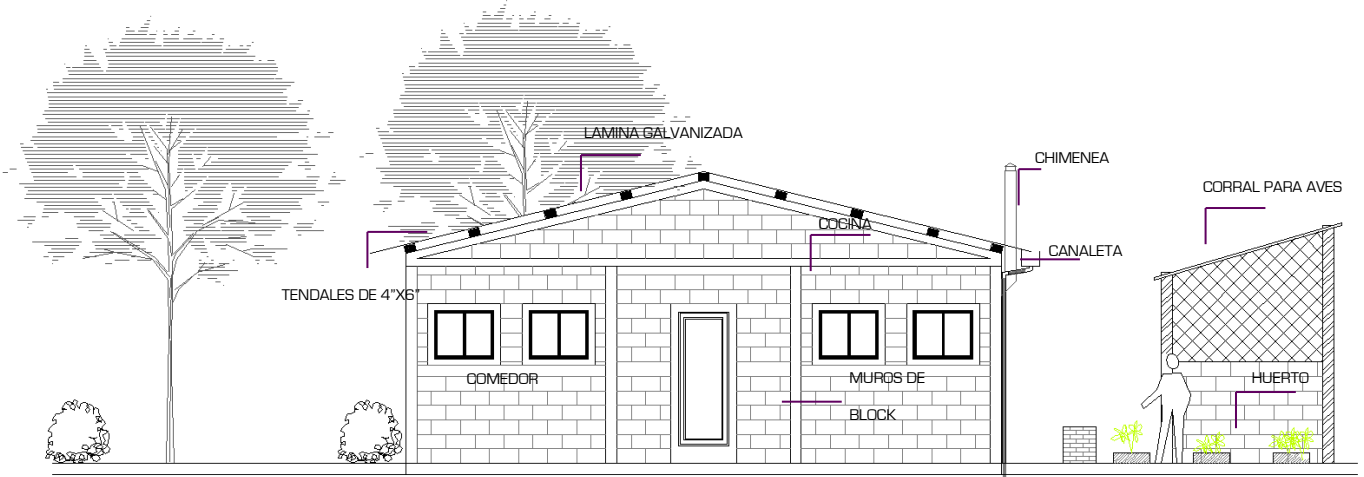 LAMINA GALVANIZADA
CHIMENEA
CORRAL PARA AVES
COCINA
CANALETA
TENDALES DE 4"X6"
COMEDOR
MUROS DE
BLOCK
HUERTO